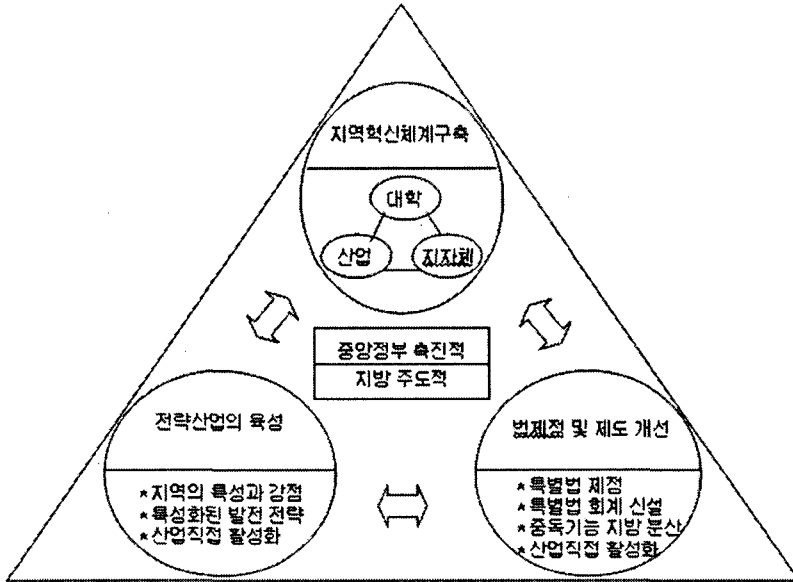 지역혁신체계구축
대학
산업
지자체
중앙정부 촉진적
지방 주도적
전략산업의 육성
*지역의 특성과 강점
*특성화된 발전 전략
*산업직접 활성화
법제정 및 제도 개선
*특별법 제정
*특별법 회계 신설
*중독기능 지방 분산
*산업직접 활성화